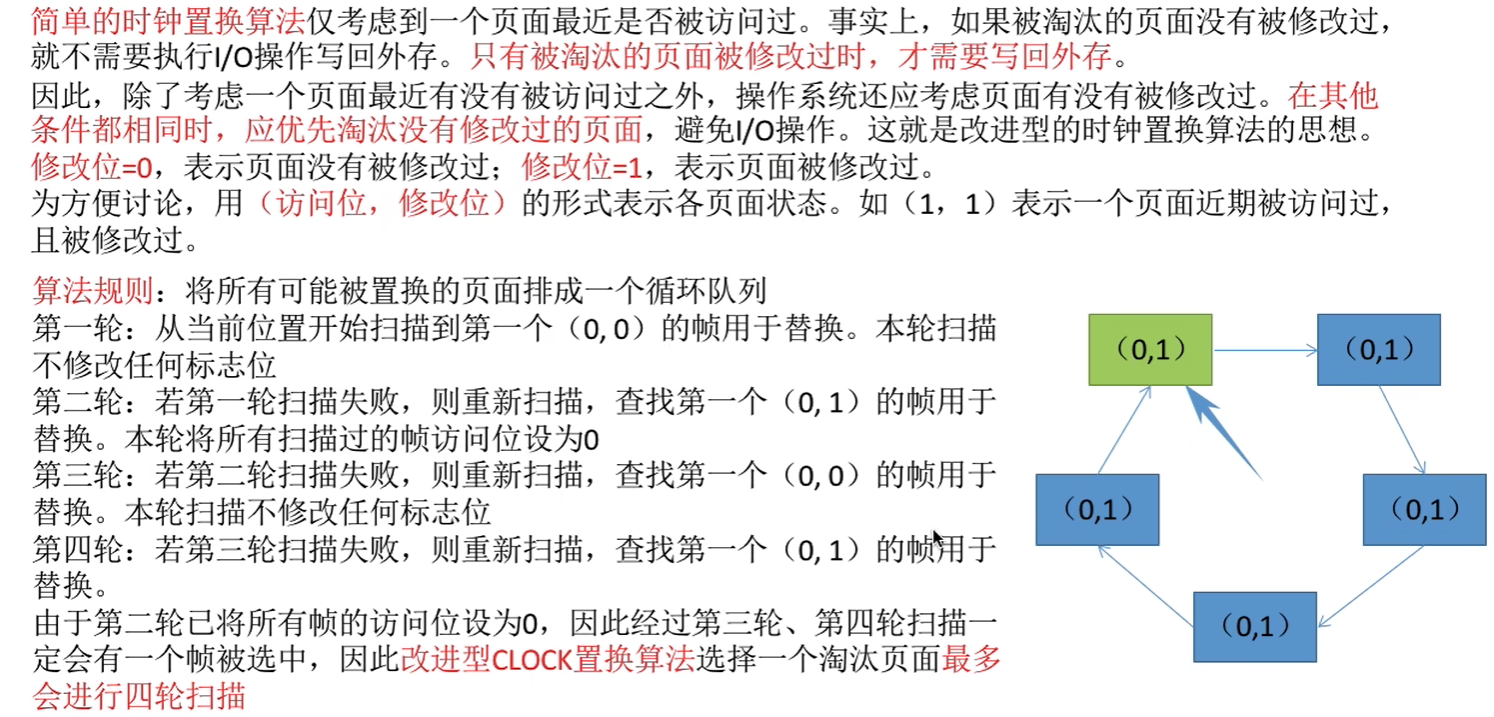 简单的时钟置换算法仅考虑到一个页面最近是否被访问过。事实上，如果被淘汰的页面没有被修改过，
就不需要执行I/O操作写回外存。只有被淘汰的页面被修改过时，才需要写回外存。
因此，除了考虑一个页面最近有没有被访问过之外，操作系统还应考虑页面有没有被修改过。在其他
条件都相同时，应优先淘汰没有修改过的页面，避免I/O操作。这就是改进型的时钟置换算法的思想。
修改位=0，表示页面没有被修改过；修改位=1，表示页面被修改过。
为方便讨论，用（访问位，修改位）的形式表示各页面状态。如（1，1）表示一个页面近期被访问过，
且被修改过。
算法规则：将所有可能被置换的页面排成一个循环队列
第一轮：从当前位置开始扫描到第一个（0, 0）的帧用于替换。本轮扫描
不修改任何标志位
第二轮：若第一轮扫描失败，则重新扫描，查找第一个（0, 1）的帧用于
替换。本轮将所有扫描过的帧访问位设为0
第三轮：若第二轮扫描失败，则重新扫描，查找第一个（0, 0）的帧用于
替换。本轮扫描不修改任何标志位
第四轮：若第三轮扫描失败，则重新扫描，查找第一个（0, 1）的帧用于
替换。
由于第二轮已将所有帧的访问位设为0，因此经过第三轮、第四轮扫描一
定会有一个帧被选中，因此改进型CLOCK置换算法选择一个淘汰页面最多
会进行四轮扫描
（0,1）
（0,1）
（0,1）
（0,1）
（0,1）